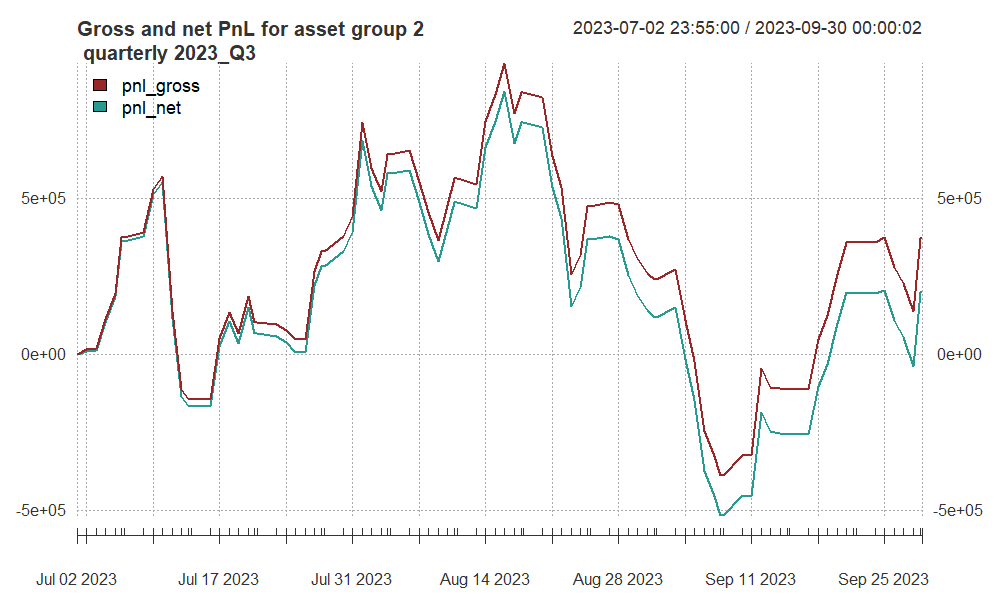 Gross and net PnL for asset group 2
quarterly 2023_Q3
2023-07-02 23:55:00 / 2023-09-30 00:00:02
pnl_gross
pnl_net
5e+05
5e+05
0e+00
0e+00
-5e+05
-5e+05
Jul 02 2023 Jul 17 2023 Jul 31 2023 Aug 14 2023 Aug 28 2023 Sep 11 2023 Sep 25 2023